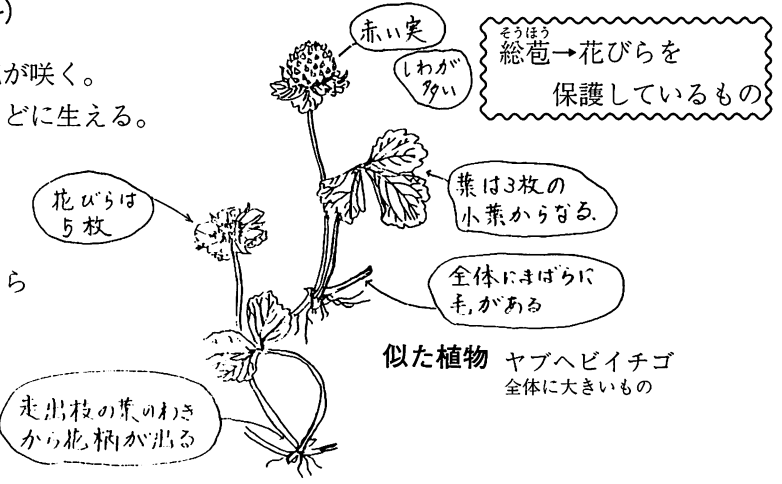 が咲く。
どに生える。
ら
赤い実
しわが
多い
そうほう
総苞→花びらを
保護しているもの
花びらは
5枚
葉は3枚の
小葉からなる.
全体にまばらに
毛がある
似た植物 ヤブヘビイチゴ
全体に大きいもの
走出枝の葉のわき
から花柄が出る